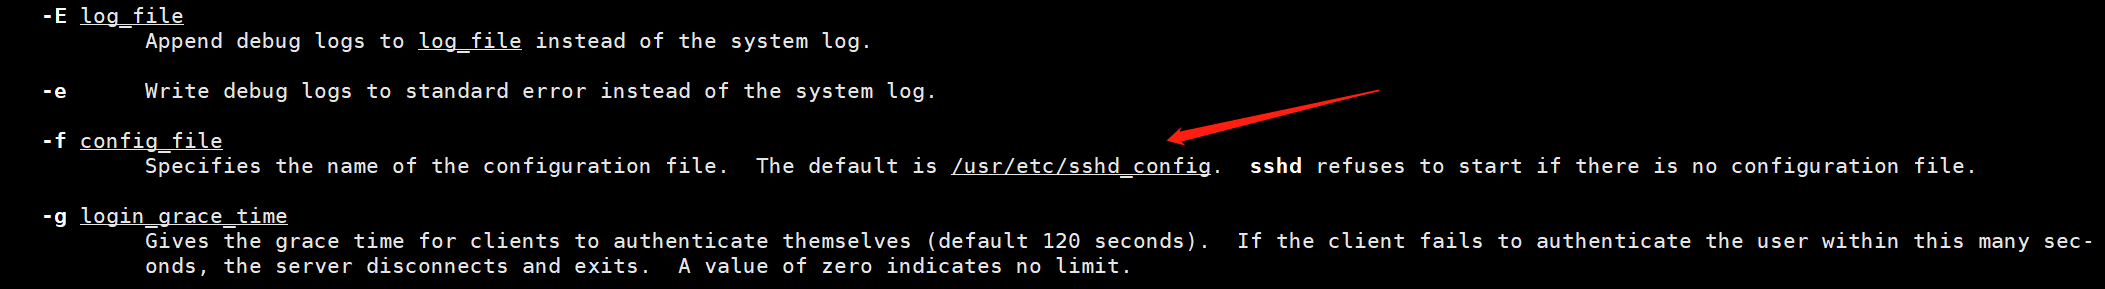 -E log_file
Append debug logs to log_file instead of the system log.
-e Write debug logs to standard error instead of the system log.
-f config_file
Specifies the name of the configuration file. The default is /usr/etc/sshd_config. sshd refuses to start if there is no configuration file.
-g login_grace_time
Gives the grace time for clients to authenticate themselves (default 120 seconds). If the client fails to authenticate the user within this many sec-
onds, the server disconnects and exits. A value of zero indicates no limit.